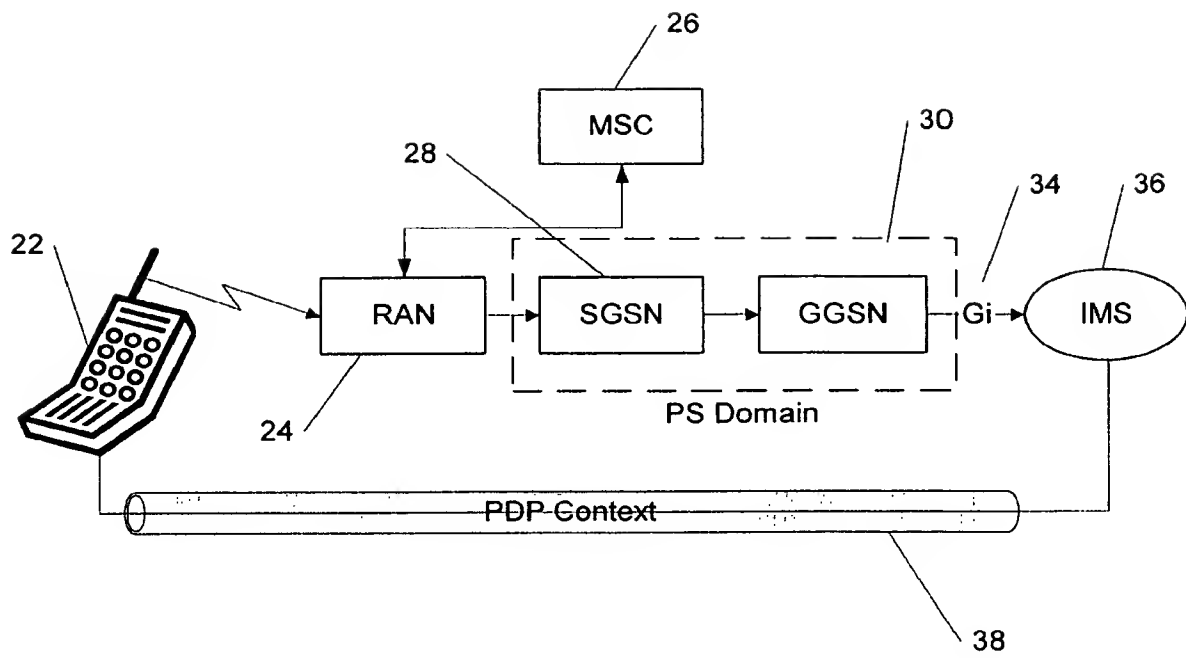 26
MSC
30
28
34
36
22
RAN
SGSN
GGSN
Gi
IMS
PS Domain
24
PDP Context
38